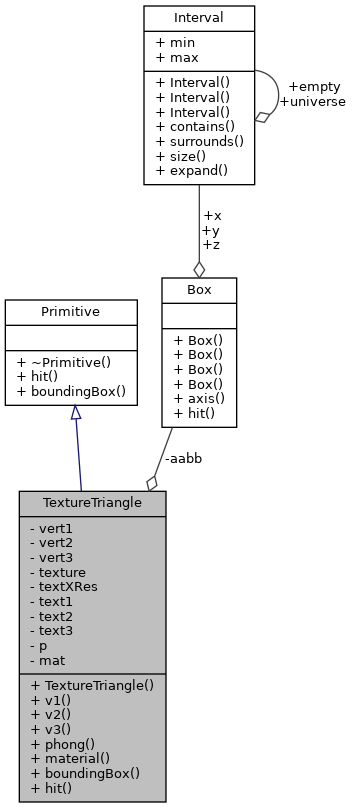 Interval
+ min
+ max
+ Interval()
+ Interval()
+ Interval()
+ contains()
+ surrounds()
+ size()
+ expand()
+empty
+universe
+x
+y
+z
Box
+ Box()
+ Box()
+ Box()
+ Box()
+ axis()
+ hit()
Primitive
+ ~Primitive()
+ hit()
+ boundingBox()
-aabb
TextureTriangle
- vert1
- vert2
- vert3
- texture
- textXRes
- text1
- text2
- text3
- p
- mat
+ TextureTriangle()
+ v1()
+ v2()
+ v3()
+ phong()
+ material()
+ boundingBox()
+ hit()